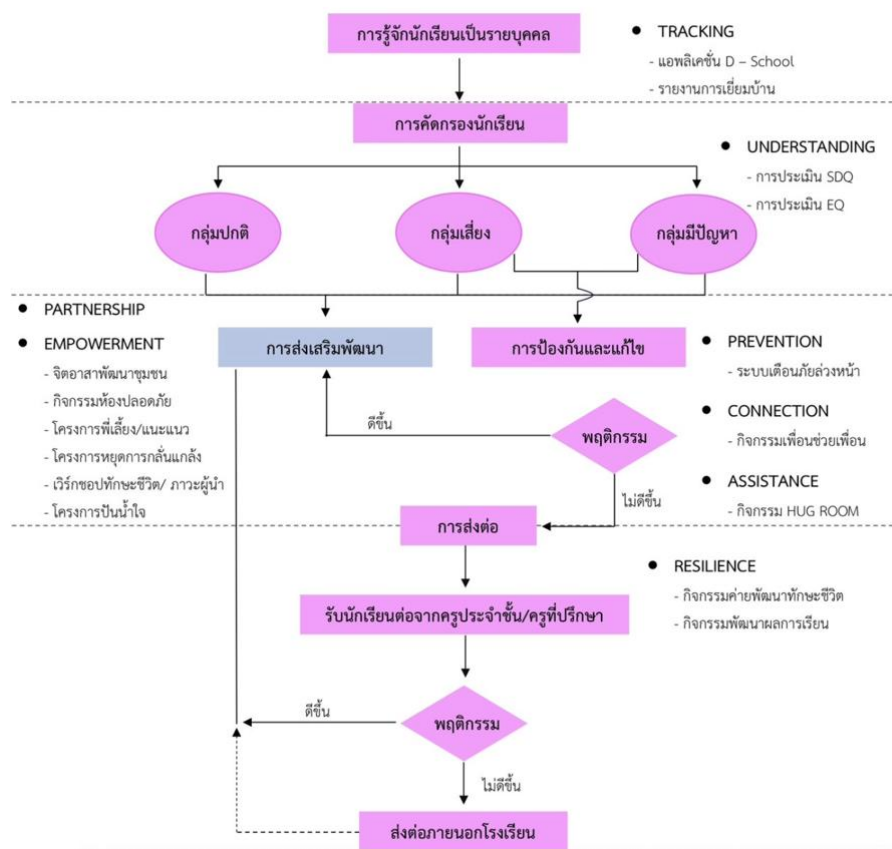 การรู้จักนักเรียนเป็นรายบุคคล
● TRACKING
- แอพลิเคชั่น D – School
- รายงานการเยี่ยมบ้าน
การคัดกรองนักเรียน
● UNDERSTANDING
- การประเมิน SDQ
- การประเมิน EQ
กลุ่มปกติ
กลุ่มเสี่ยง
กลุ่มมีปัญหา
● PARTNERSHIP
● EMPOWERMENT
- จิตอาสาพัฒนาชุมชน
- กิจกรรมห้องปลอดภัย
- โครงการพี่เลี้ยง/แนะแนว
- โครงการหยุดการกลั่นแกล้ง
- เวิร์กชอปทักษะชีวิต/ ภาวะผู้นำ
- โครงการปันน้ำใจ
การส่งเสริมพัฒนา
การป้องกันและแก้ไข
● PREVENTION
- ระบบเตือนภัยล่วงหน้า
● CONNECTION
- กิจกรรมเพื่อนช่วยเพื่อน
● ASSISTANCE
- กิจกรรม HUG ROOM
ดีขึ้น
พฤติกรรม
ไม่ดีขึ้น
การส่งต่อ
● RESILIENCE
- กิจกรรมค่ายพัฒนาทักษะชีวิต
- กิจกรรมพัฒนาผลการเรียน
รับนักเรียนต่อจากครูประจำชั้น/ครูที่ปรึกษา
ดีขึ้น
พฤติกรรม
ไม่ดีขึ้น
ส่งต่อภายนอกโรงเรียน